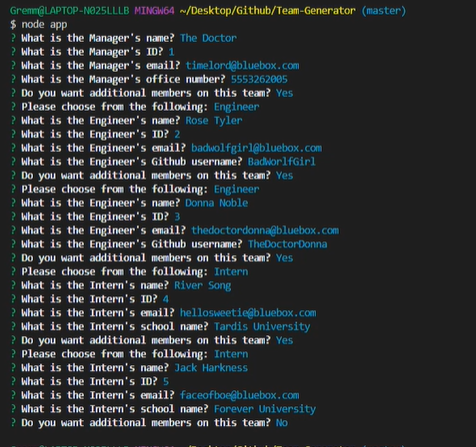 Gremm@LAPTOP-N025LLLB MINGW64 ~/Desktop/Github/Team-Generator (master)
$ node app
? What is the Manager's name? The Doctor
? What is the Manager's ID? 1
? What is the Manager's email? timelord@bluebox.com
? What is the Manager's office number? 5553262005
? Do you want additional members on this team? Yes
? Please choose from the following: Engineer
? What is the Engineer's name? Rose Tyler
? What is the Engineer's ID? 2
? What is the Engineer's email? badwolfgirl@bluebox.com
? What is the Engineer's Github username? BadWorlfGirl
? Do you want additional members on this team? Yes
? Please choose from the following: Engineer
? What is the Engineer's name? Donna Noble
? What is the Engineer's ID? 3
? What is the Engineer's email? thedoctordonna@bluebox.com
? What is the Engineer's Github username? TheDoctorDonna
? Do you want additional members on this team? Yes
? Please choose from the following: Intern
? What is the Intern's name? River Song
? What is the Intern's ID? 4
? What is the Intern's email? hellosweetie@bluebox.com
? What is the Intern's school name? Tardis University
? Do you want additional members on this team? Yes
? Please choose from the following: Intern
? What is the Intern's name? Jack Harkness
? What is the Intern's ID? 5
? What is the Intern's email? faceofboe@bluebox.com
? What is the Intern's school name? Forever University
? Do you want additional members on this team? No